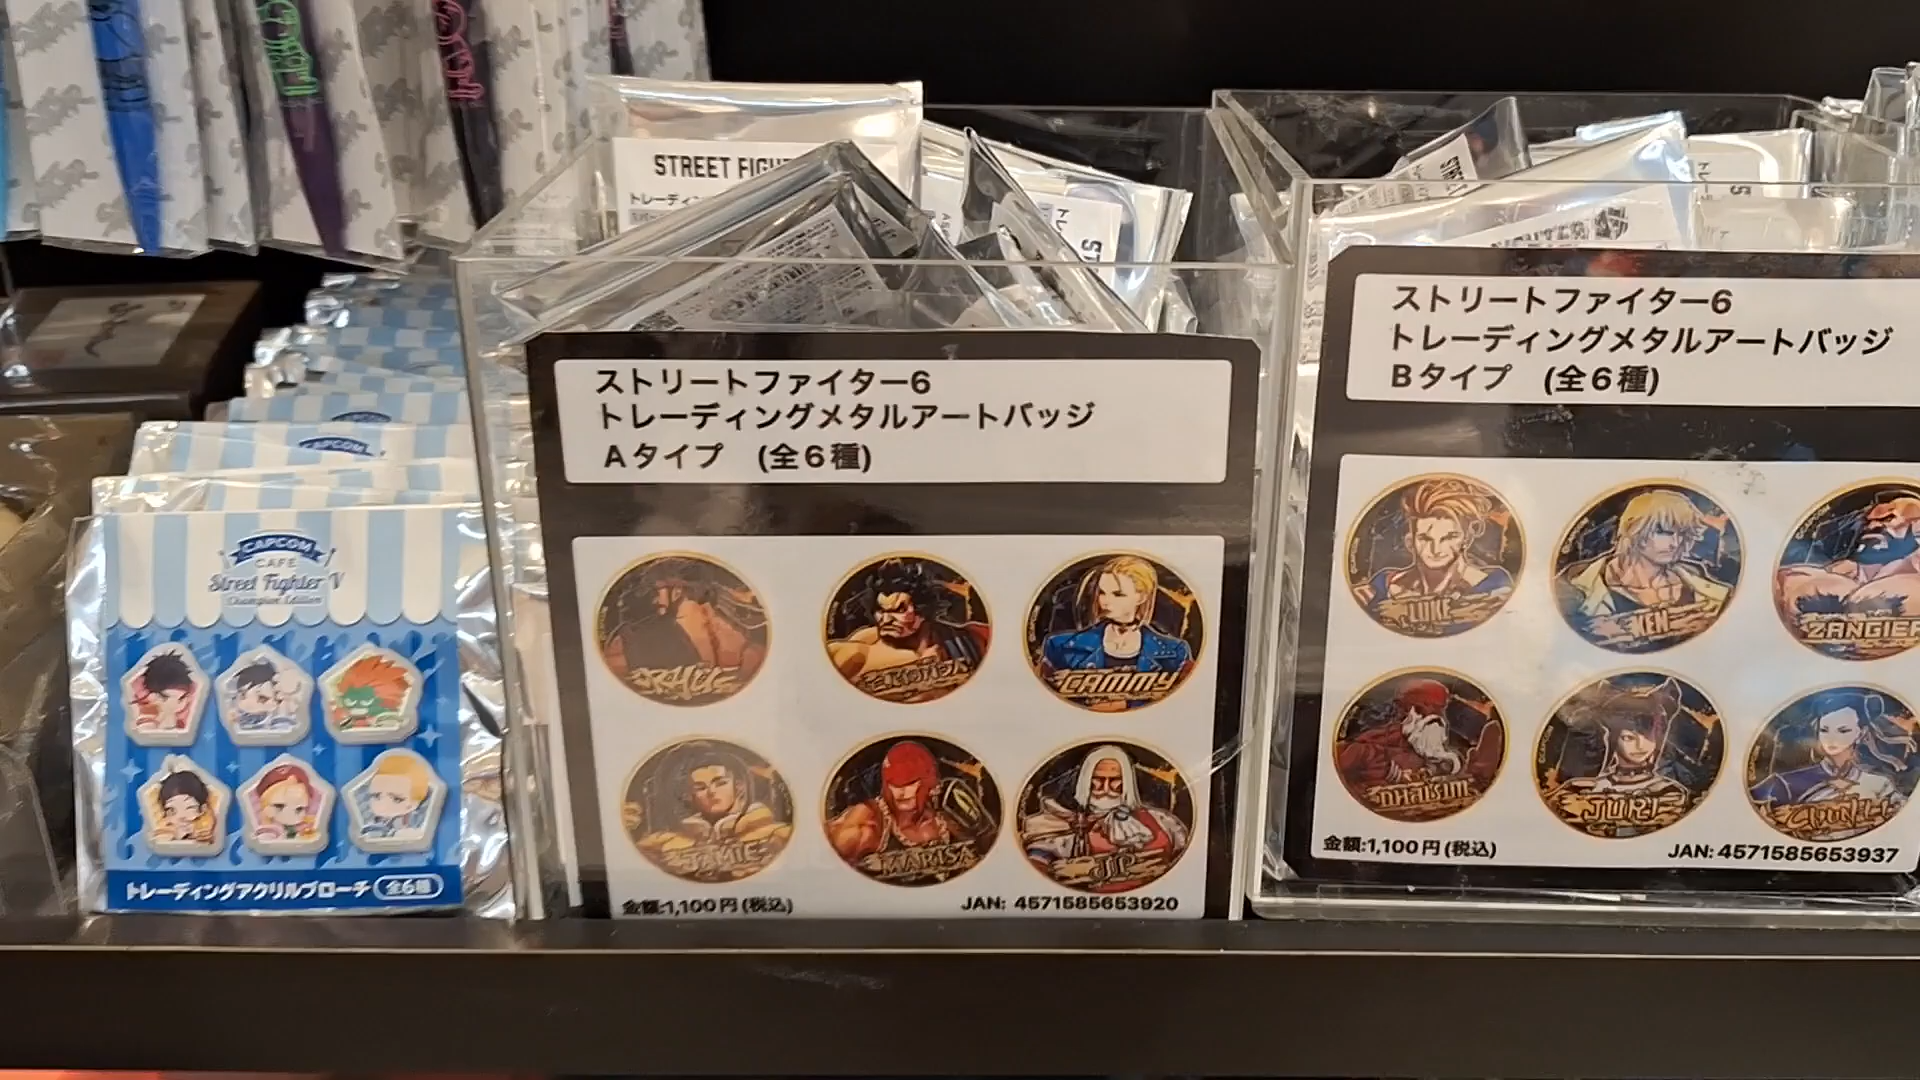 CAPCOM
CAPCOM
CAFE
Street Fighter V
Champion Edition
トレーディングアクリルブローチ 全6種
STREET FIGH
ストリートファイター6
トレーディングメタルアートバッジ
Aタイプ (全6種)
RYU
E.HONDA
CAMMY
JAMIE
MARISA
JP
金額:1,100円(税込)
JAN: 4571585653920
ストリートファイター6
トレーディングメタルアートバッジ
Bタイプ (全6種)
LUKE
KEN
ZANGIEF
DHALSIM
JURI
CHUN-LI
金額:1,100円(税込)
JAN: 4571585653937